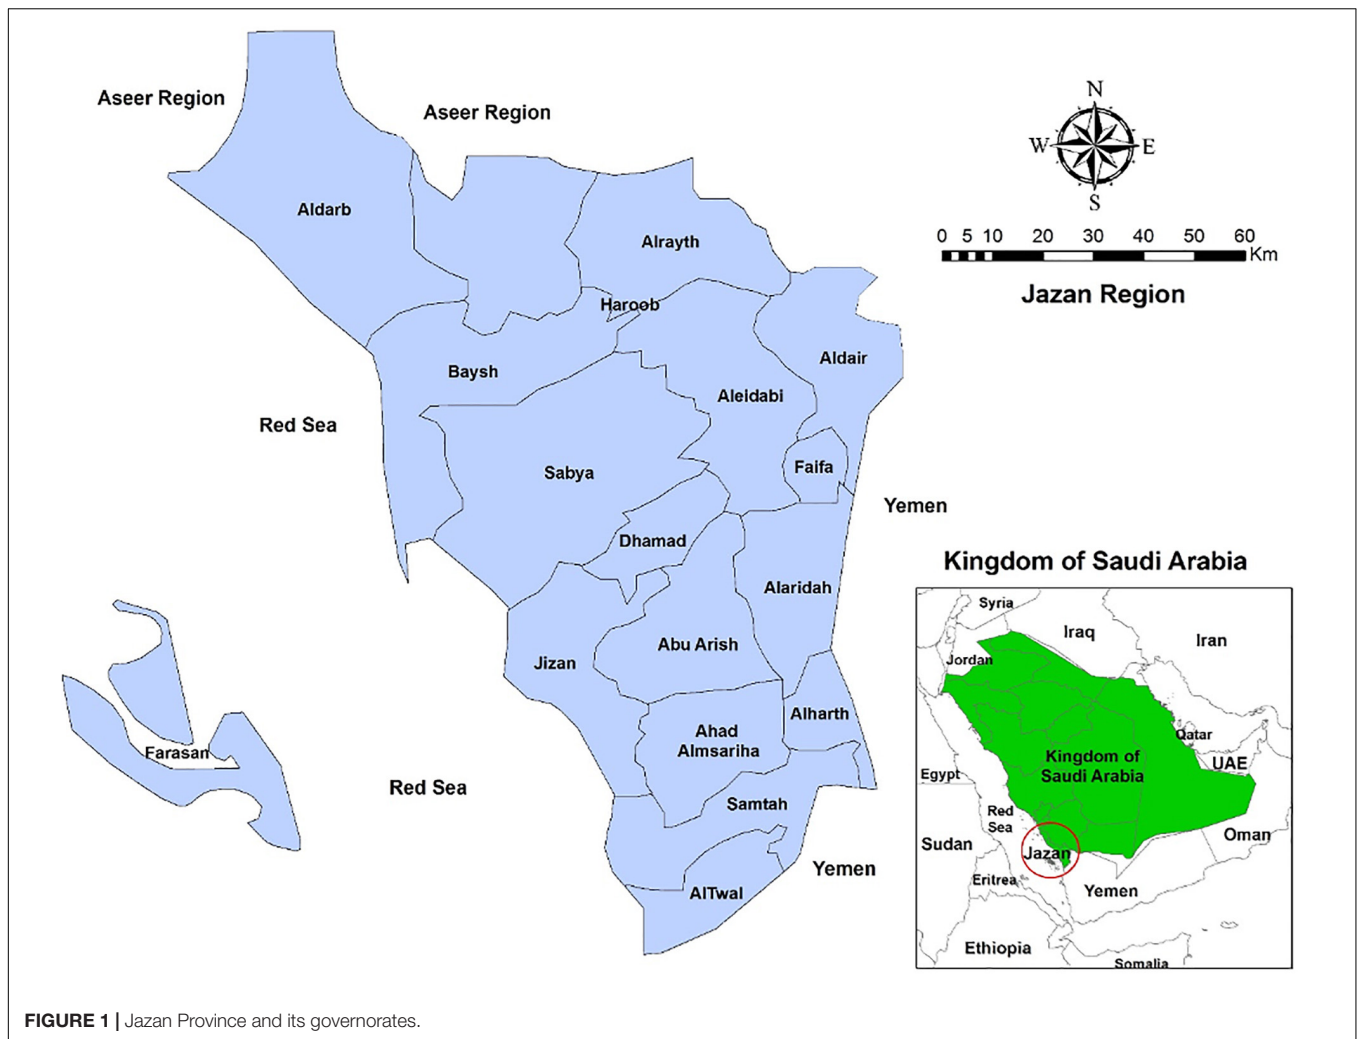 Aseer Region
Aseer Region
Aldarb
Alrayth
Haroob
Baysh
Aleidabi
Aldair
Red Sea
Sabya
Faifa
Yemen
Dhamad
Alaridah
Jizan
Abu Arish
Alharth
Ahad
Almsariha
Farasan
Red Sea
Samtah
Yemen
AlTwal
N
W E
S
0 5 10 20 30 40 50 60
Km
Jazan Region
Kingdom of Saudi Arabia
Syria
Iraq
Iran
Jordan
Qatar
Kingdom of
Saudi Arabia
UAE
Egypt
Red
Sea
Oman
Sudan
Jazan
Eritrea
Yemen
Ethiopia
Somalia
FIGURE 1 | Jazan Province and its governorates.